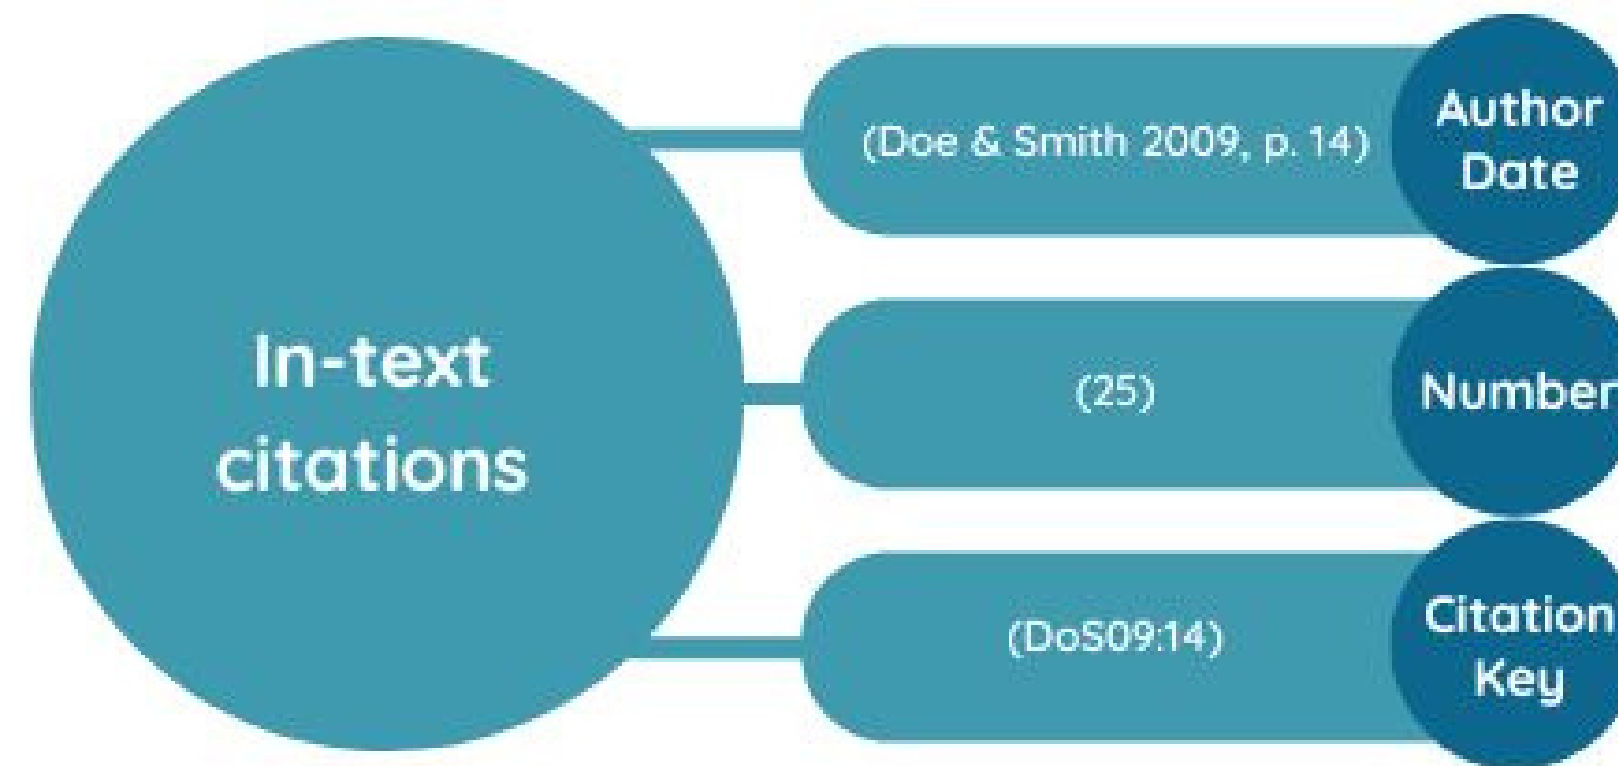 In-text
citations
(Doe & Smith 2009, p. 14)
Author
Date
(25)
Number
(DoS09:14)
Citation
Key